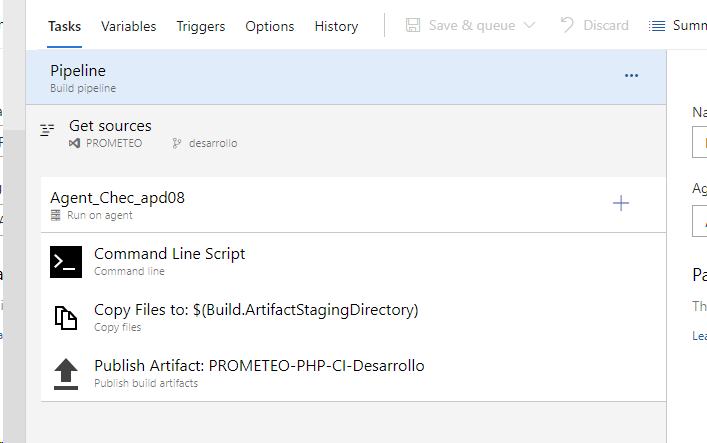 Tasks Variables Triggers Options History Save & queue Discard Summ
Pipeline
Build pipeline
Get sources
PROMETEO desarrollo
Na
Agent_Chec_apd08
Run on agent
Ag
Command Line Script
Command line
Pa
Copy Files to: $(Build.ArtifactStagingDirectory)
Copy files
Th
Lea
Publish Artifact: PROMETEO-PHP-CI-Desarrollo
Publish build artifacts